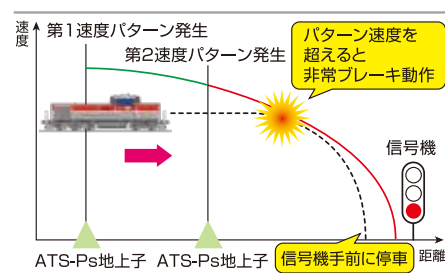 速度
第1速度パターン発生
第2速度パターン発生
パターン速度を
超えると
非常ブレーキ動作
信号機
ATS-Ps地上子
ATS-Ps地上子
信号機手前に停車
距離